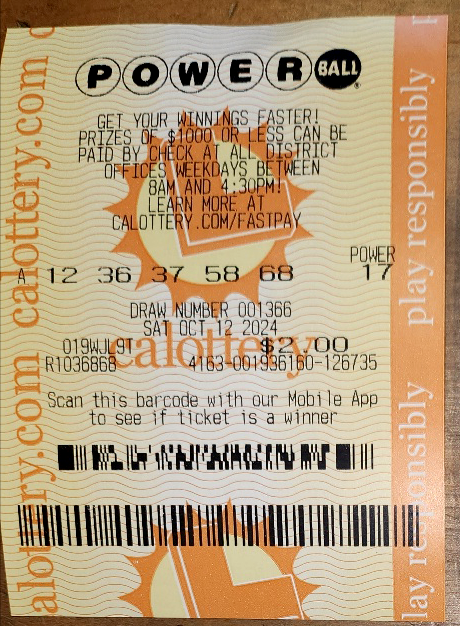 POWERBALL
GET YOUR WINNINGS FASTER!
PRIZES OF $1000 OR LESS CAN BE
PAID BY CHECK AT ALL DISTRICT
OFFICES WEEKDAYS BETWEEN
8AM AND 4:30PM!
LEARN MORE AT
CALOTTERY.COM/FASTPAY
POWER
A 12 36 37 58 68 17
DRAW NUMBER 001366
SAT OCT 12 2024
019WJL9T $2.00
R1036868 4163-001936160-126735
calottery
Scan this barcode with our Mobile App
to see if ticket is a winner
alottery.com calottery.com c
lay responsibly play responsibly